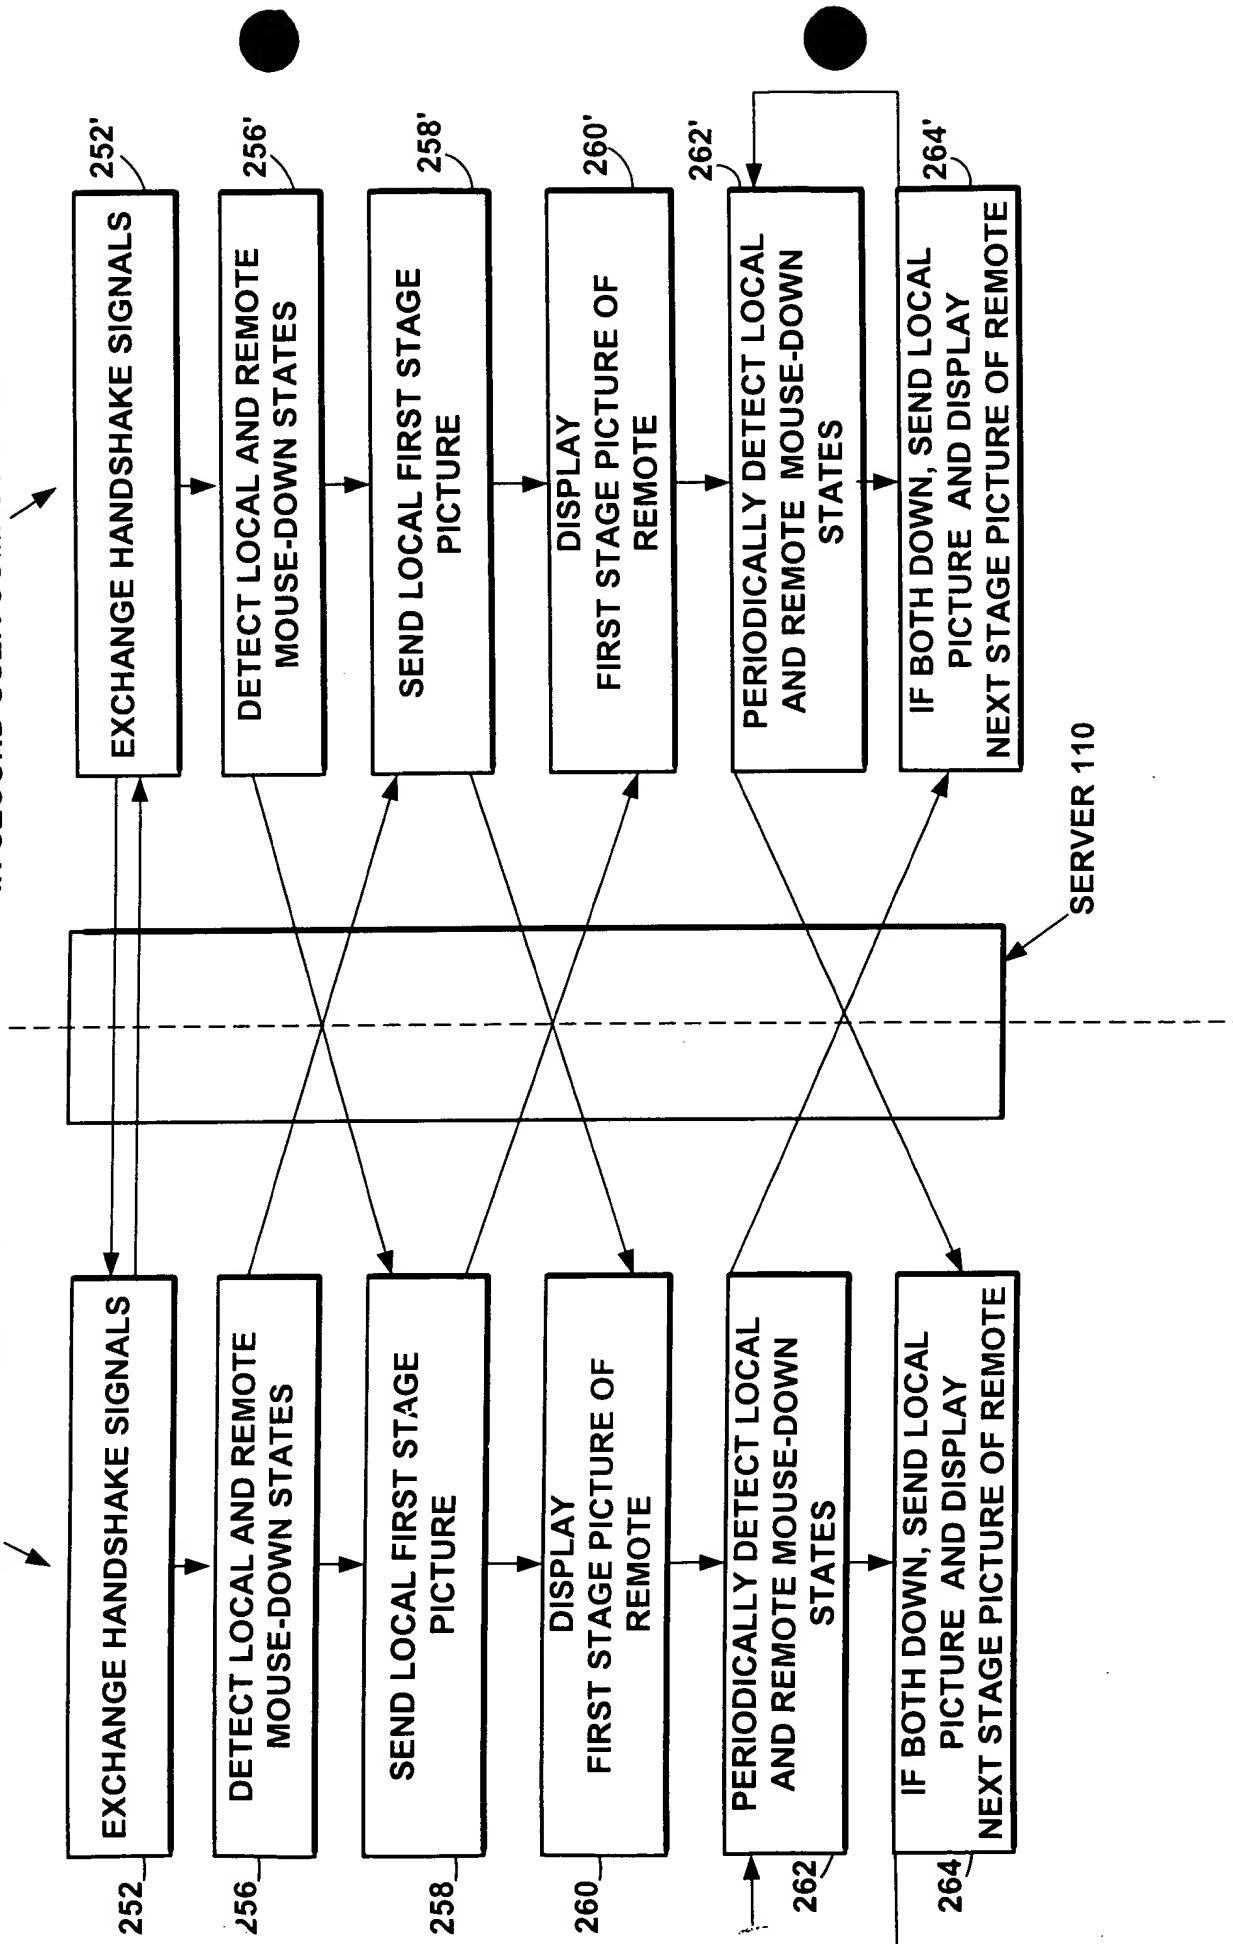 252
EXCHANGE HANDSHAKE SIGNALS
256
DETECT LOCAL AND REMOTE
MOUSE-DOWN STATES
258
SEND LOCAL FIRST STAGE
PICTURE
260
DISPLAY
FIRST STAGE PICTURE OF
REMOTE
262
PERIODICALLY DETECT LOCAL
AND REMOTE MOUSE-DOWN
STATES
264
IF BOTH DOWN, SEND LOCAL
PICTURE AND DISPLAY
NEXT STAGE PICTURE OF REMOTE
SERVER 110
252'
EXCHANGE HANDSHAKE SIGNALS
256'
DETECT LOCAL AND REMOTE
MOUSE-DOWN STATES
258'
SEND LOCAL FIRST STAGE
PICTURE
260'
DISPLAY
FIRST STAGE PICTURE OF
REMOTE
262'
PERIODICALLY DETECT LOCAL
AND REMOTE MOUSE-DOWN
STATES
264'
IF BOTH DOWN, SEND LOCAL
PICTURE AND DISPLAY
NEXT STAGE PICTURE OF REMOTE